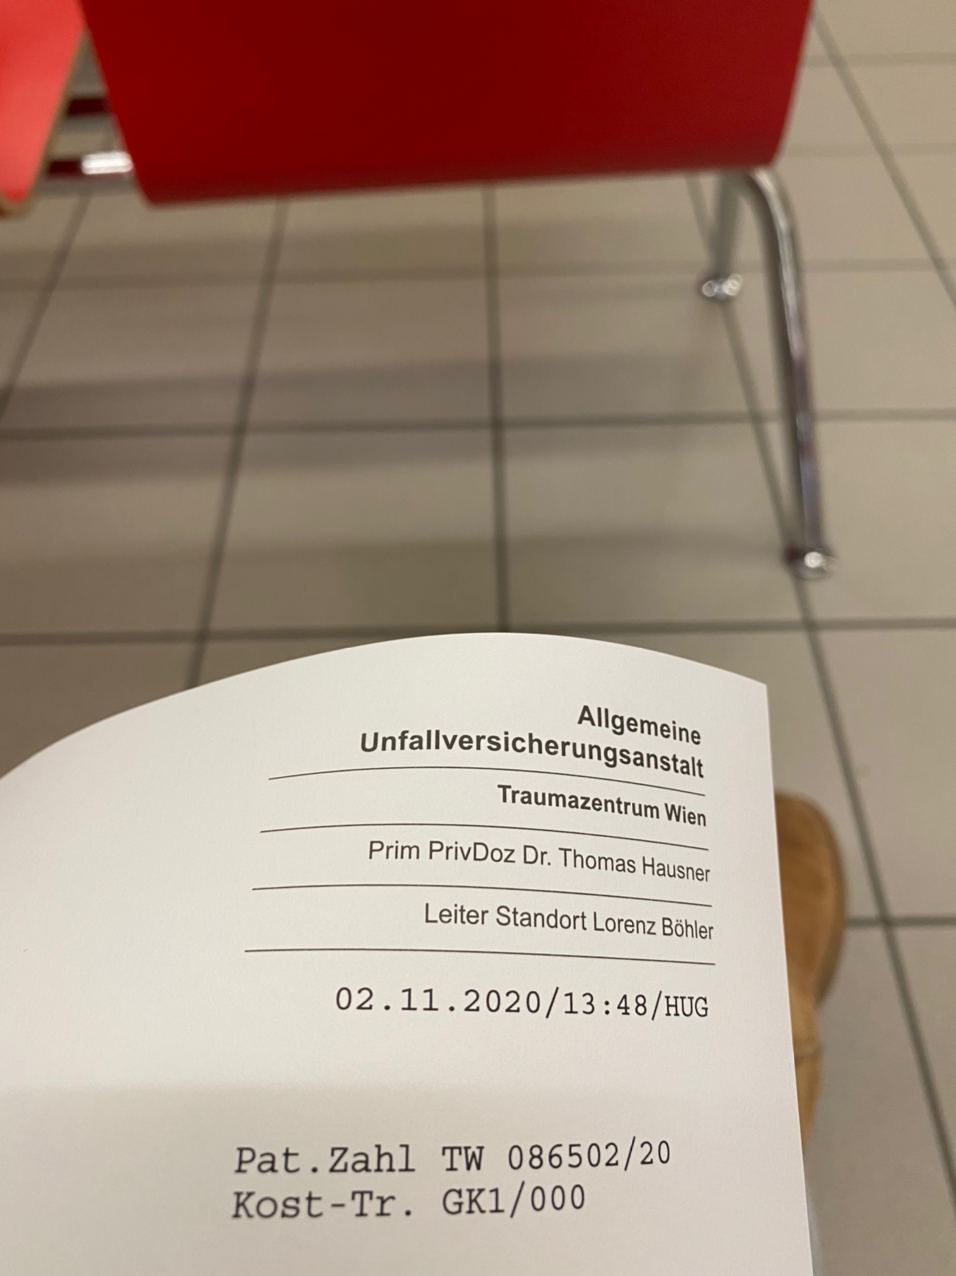 Allgemeine
Unfallversicherungsanstalt
Traumazentrum Wien
Prim PrivDoz Dr. Thomas Hausner
Leiter Standort Lorenz Böhler
02.11.2020/13:48/HUG
Pat.Zahl TW 086502/20
Kost-Tr. GK1/000